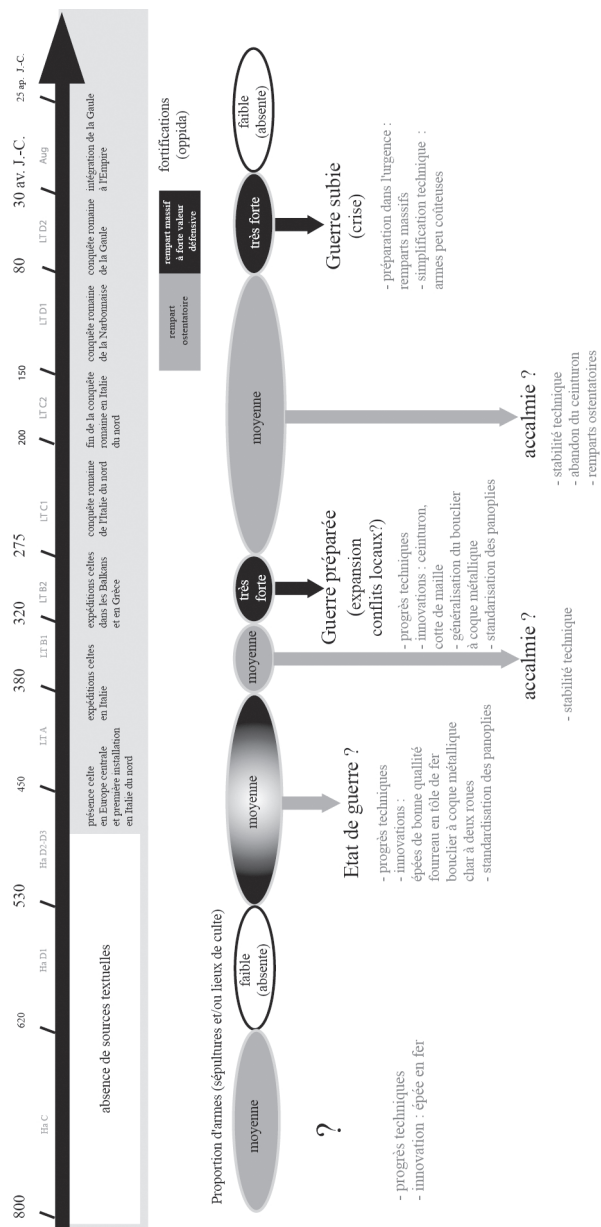 800
620
530
450
380
320
275
200
150
80
30 av. J.-C.
25 ap. J.-C.
Ha C
Ha D1
Ha D2-D3
LT A
LT B1
LT B2
LT C1
LT C2
LT D1
LT D2
Aug
absence de sources textuelles
présence celte
en Europe centrale
et première installation
en Italie du nord
expéditions celtes
en Italie
expéditions celtes
dans les Balkans
et en Grèce
conquête romaine
de l'Italie du nord
fin de la conquête
romaine en Italie
du nord
conquête romaine
de la Narbonnaise
conquête romaine
de la Gaule
intégration de la Gaule
à l'Empire
rempart
ostentatoire
rempart massif
à forte valeur
défensive
fortifications
(oppida)
Proportion d'armes (sépultures et/ou lieux de culte)
moyenne
faible
(absente)
moyenne
moyenne
très
forte
moyenne
très forte
faible
(absente)
?
- progrès techniques
- innovation : épée en fer
Etat de guerre ?
- progrès techniques
- innovations :
épées de bonne quallité
fourreau en tôle de fer
bouclier à coque métallique
char à deux roues
- standardisation des panoplies
accalmie ?
- stabilité technique
Guerre préparée
(expansion
conflits locaux?)
- progrès techniques
- innovations : ceinturon,
cotte de maille
- généralisation du bouclier
à coque métallique
- standarisation des panoplies
accalmie ?
- stabilité technique
- abandon du ceinturon
- remparts ostentatoires
Guerre subie
(crise)
- préparation dans l'urgence :
remparts massifs
- simplification technique :
armes peu coûteuses